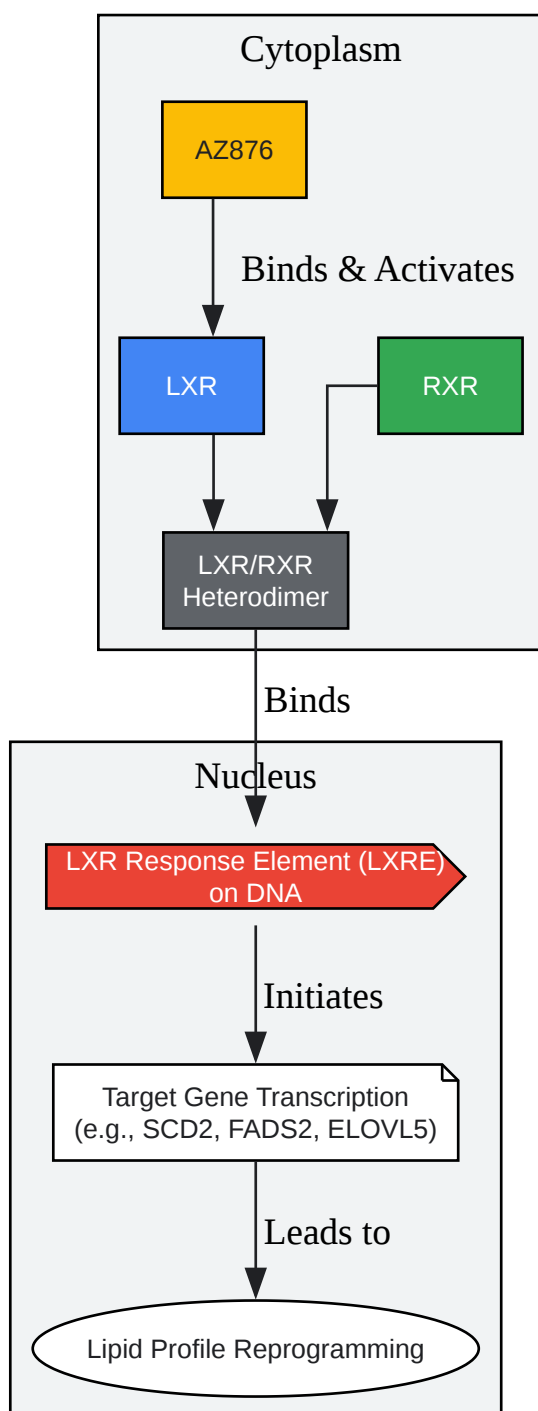 Cytoplasm
AZ876
Binds & Activates
LXR
RXR
LXR/RXR
Heterodimer
Binds
Nucleus
LXR Response Element (LXRE)
on DNA
Initiates
Target Gene Transcription
(e.g., SCD2, FADS2, ELOVL5)
Leads to
Lipid Profile Reprogramming